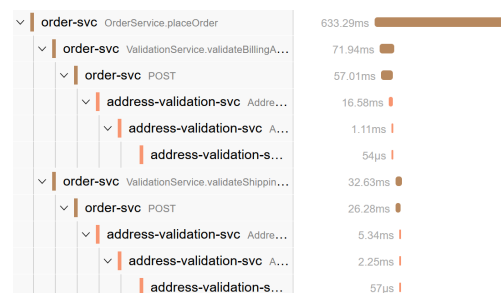 order-svc OrderService.placeOrder 633.29ms
order-svc ValidationService.validateBillingA... 71.94ms
order-svc POST 57.01ms
address-validation-svc Addre... 16.58ms
address-validation-svc A... 1.11ms
address-validation-s... 54µs
order-svc ValidationService.validateShippin... 32.63ms
order-svc POST 26.28ms
address-validation-svc Addre... 5.34ms
address-validation-svc A... 2.25ms
address-validation-s... 57µs